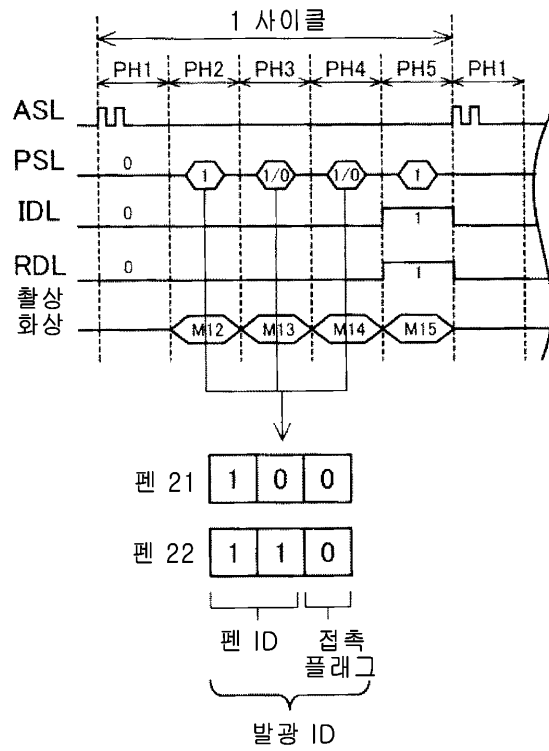 1 사이클
PH1 PH2 PH3 PH4 PH5 PH1
ASL
PSL 0 1 1/0 1/0 1
IDL 0 1
RDL 0 1
촬상
화상 M12 M13 M14 M15
펜 21 1 0 0
펜 22 1 1 0
펜 ID 접촉
플래그
발광 ID